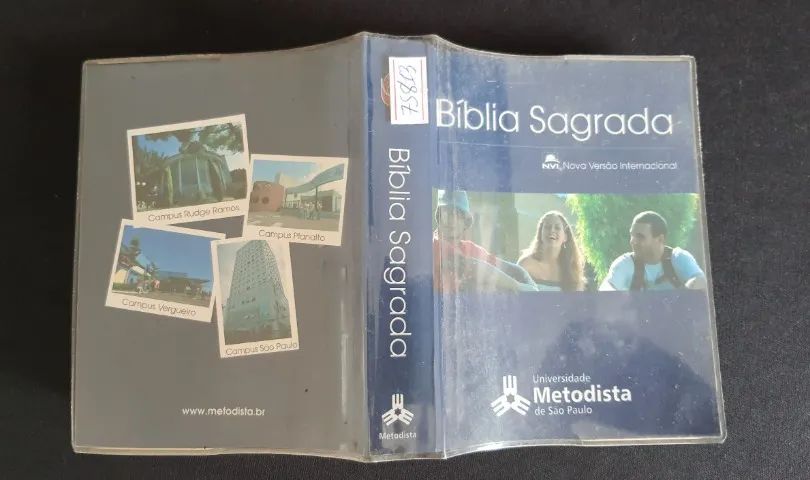 Campus Rudge Ramos
Campus Planalto
Campus Vergueiro
Campus São Paulo
www.metodista.br
75813
Bíblia Sagrada
Metodista
Bíblia Sagrada
NVI Nova Versão Internacional
Universidade
Metodista
de São Paulo